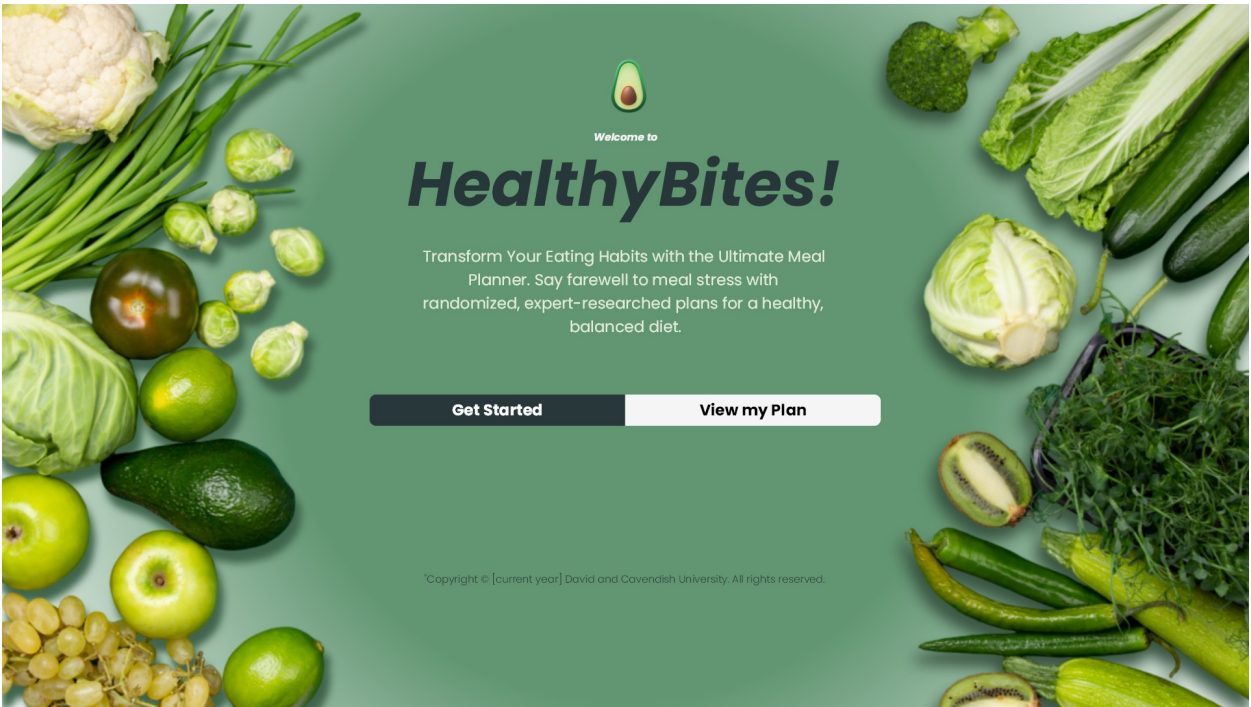 Welcome to
HealthyBites!
Transform Your Eating Habits with the Ultimate Meal
Planner. Say farewell to meal stress with
randomized, expert-researched plans for a healthy,
balanced diet.
Get Started
View my Plan
"Copyright © [current year] David and Cavendish University. All rights reserved.